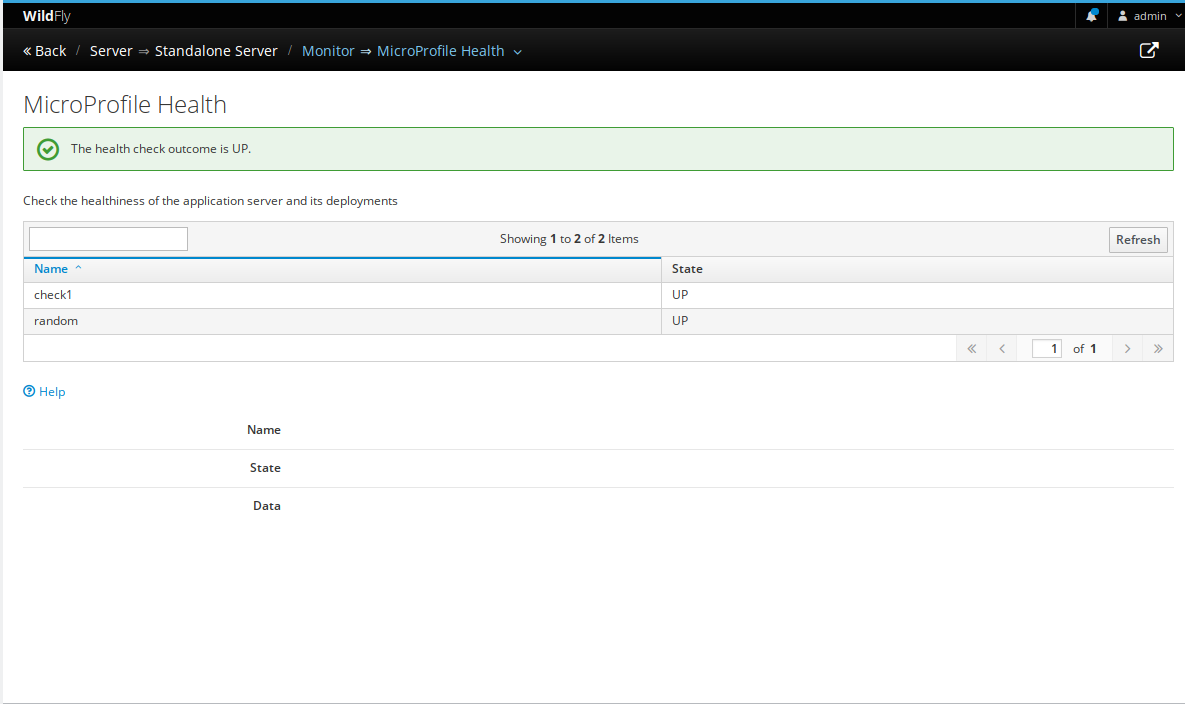 WildFly admin
« Back / Server ⇒ Standalone Server / Monitor ⇒ MicroProfile Health
MicroProfile Health
The health check outcome is UP.
Check the healthiness of the application server and its deployments
Showing 1 to 2 of 2 Items Refresh
Name State
check1 UP
random UP
« ‹ 1 of 1 › »
Help
Name
State
Data